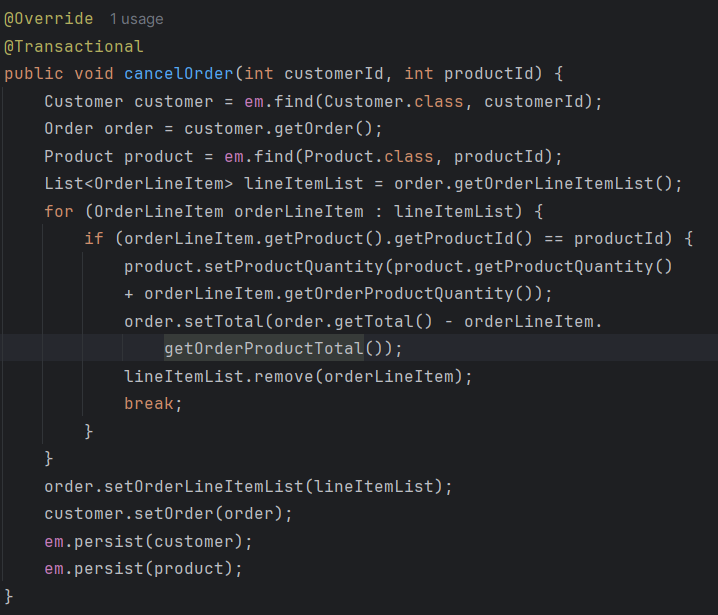 @Override 1 usage
@Transactional
public void cancelOrder(int customerId, int productId) {
    Customer customer = em.find(Customer.class, customerId);
    Order order = customer.getOrder();
    Product product = em.find(Product.class, productId);
    List<OrderLineItem> lineItemList = order.getOrderLineItemList();
    for (OrderLineItem orderLineItem : lineItemList) {
        if (orderLineItem.getProduct().getProductId() == productId) {
            product.setProductQuantity(product.getProductQuantity()
            + orderLineItem.getOrderProductQuantity());
            order.setTotal(order.getTotal() - orderLineItem.
                getOrderProductTotal());
            lineItemList.remove(orderLineItem);
            break;
        }
    }
    order.setOrderLineItemList(lineItemList);
    customer.setOrder(order);
    em.persist(customer);
    em.persist(product);
}